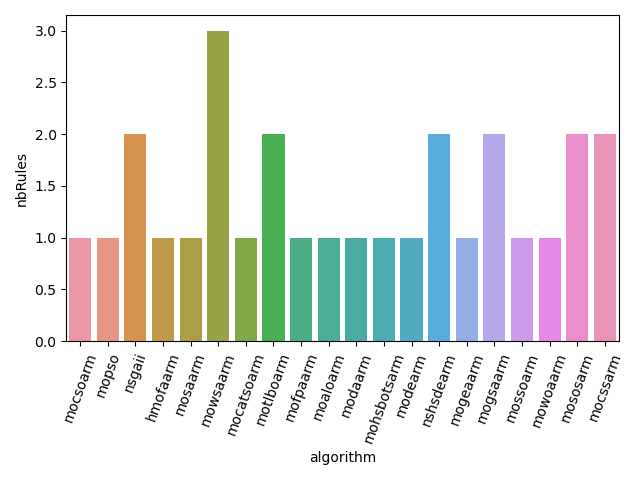 nbRules
3.0
2.5
2.0
1.5
1.0
0.5
0.0
mocsoarm
mopso
nsgaii
hmofaarm
mosaarm
mowsaarm
mocatsoarm
motlboarm
mofpaarm
moaloarm
modaarm
mohsbotsarm
modearm
nshsdearm
mogeaarm
mogsaarm
mossoarm
mowoaarm
mososarm
mocssarm
algorithm